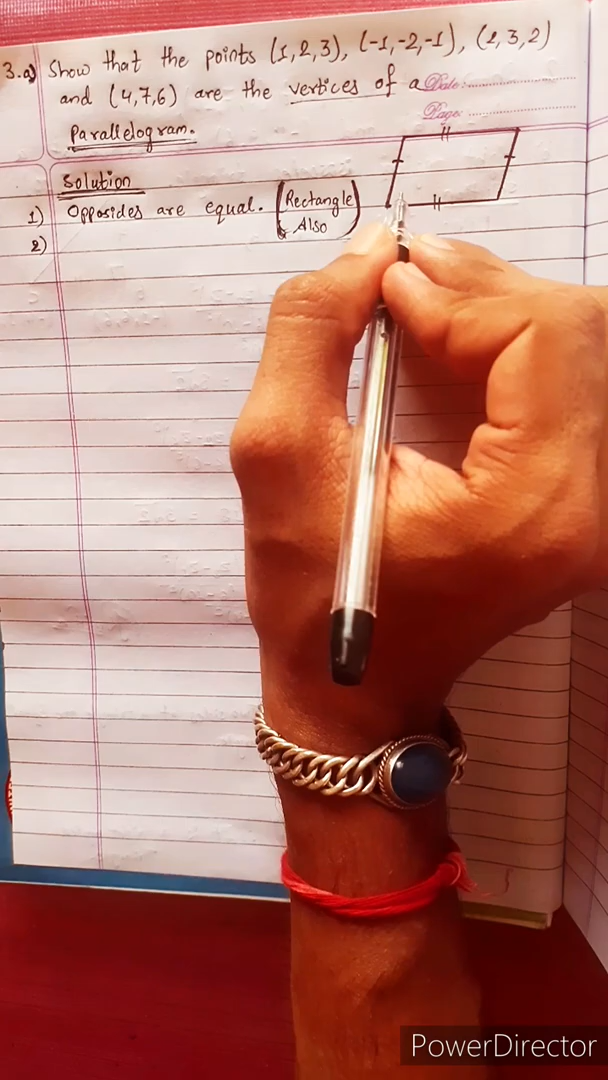 3.a) Show that the points (1,2,3), (-1,-2,-1), (2,3,2)
and (4,7,6) are the vertices of a Date:
Page:
Parallelogram.
Solution
1) Opposides are equal. (Rectangle
Also)
2)
PowerDirector